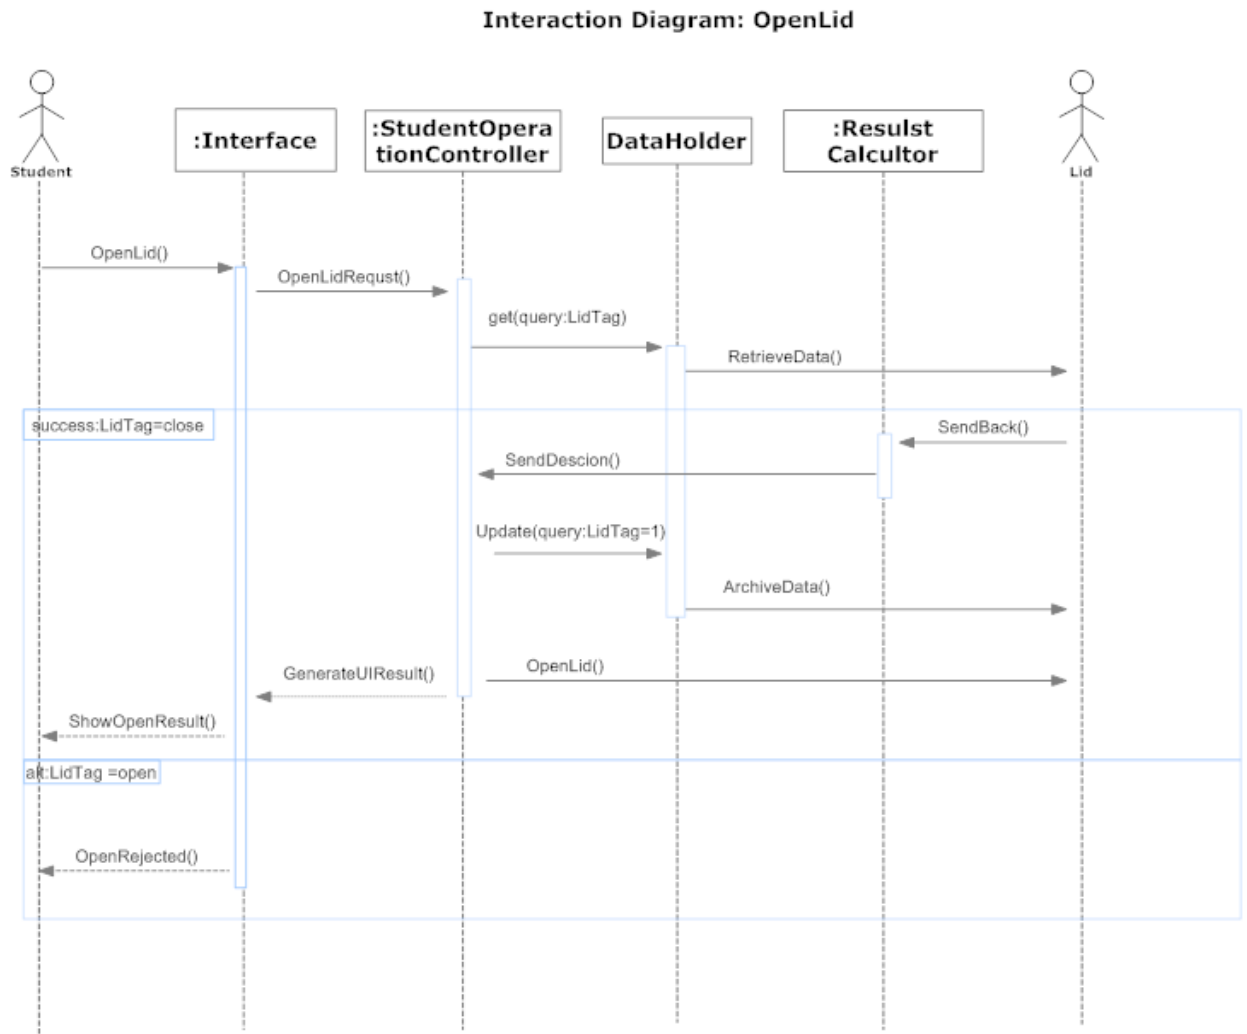 Interaction Diagram: OpenLid
Student
:Interface
:StudentOpera
tionController
DataHolder
:Resulst
Calcultor
Lid
OpenLid()
OpenLidRequst()
get(query:LidTag)
RetrieveData()
success:LidTag=close
SendBack()
SendDescion()
Update(query:LidTag=1)
ArchiveData()
OpenLid()
GenerateUIResult()
ShowOpenResult()
alt:LidTag =open
OpenRejected()